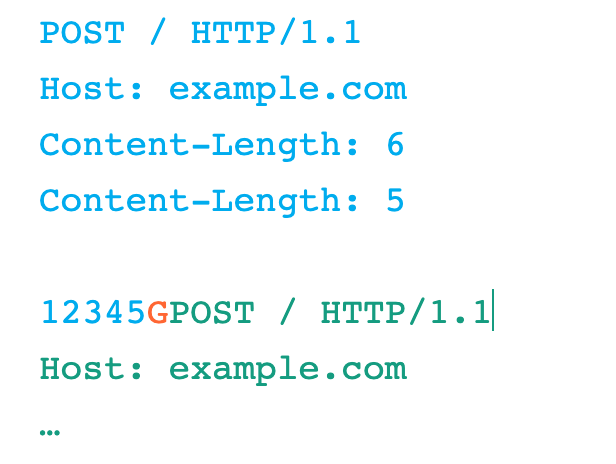 POST / HTTP/1.1
Host: example.com
Content-Length: 6
Content-Length: 5
12345GPOST / HTTP/1.1
Host: example.com
…